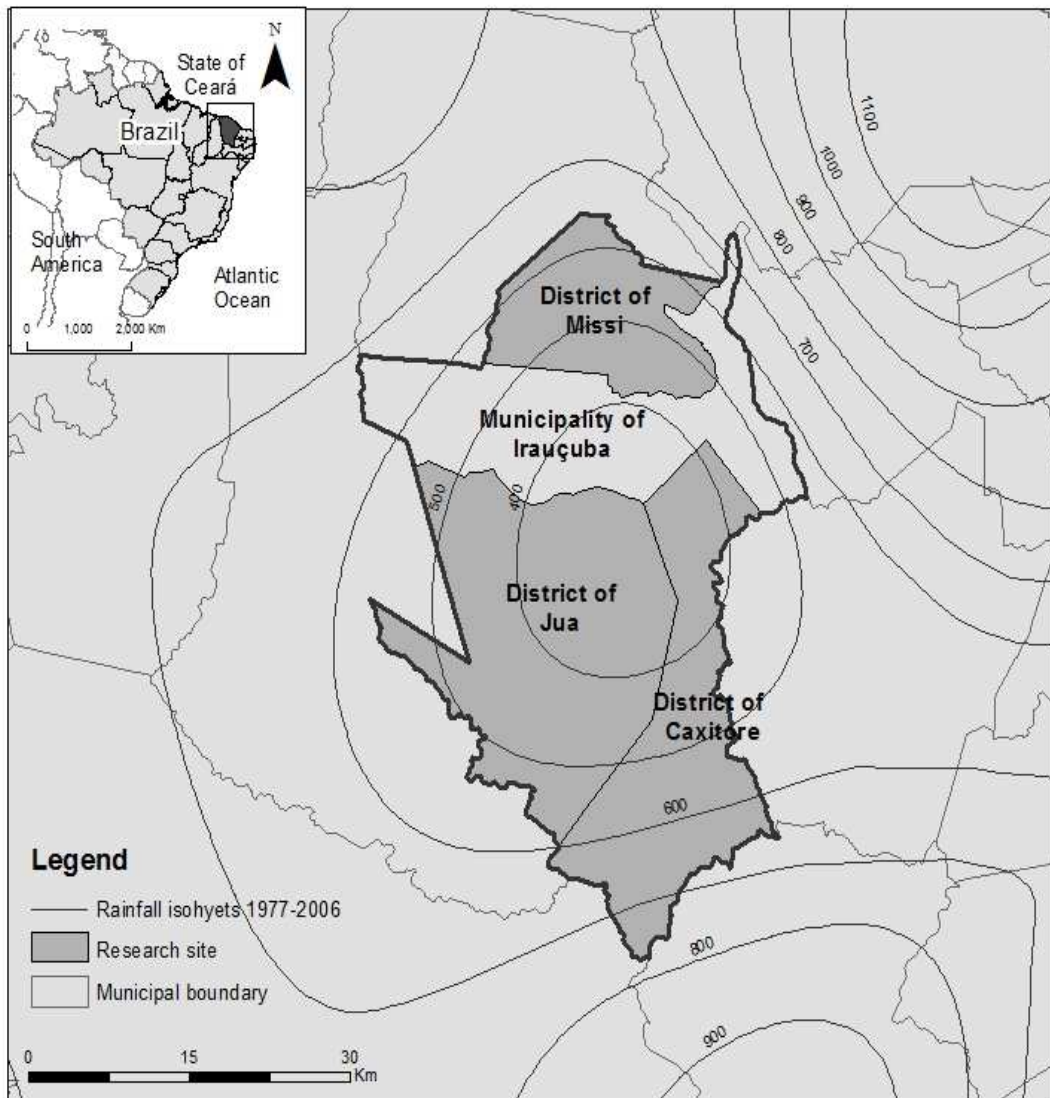 N
State of
Ceará
Brazil
South
America
Atlantic
Ocean
0 1,000 2,000 Km
1100
1000
900
800
700
District of
Missi
Municipality of
Irauçuba
500
400
District of
Jua
District of
Caxitore
600
800
900
Legend
Rainfall isohyets 1977-2006
Research site
Municipal boundary
0 15 30
Km